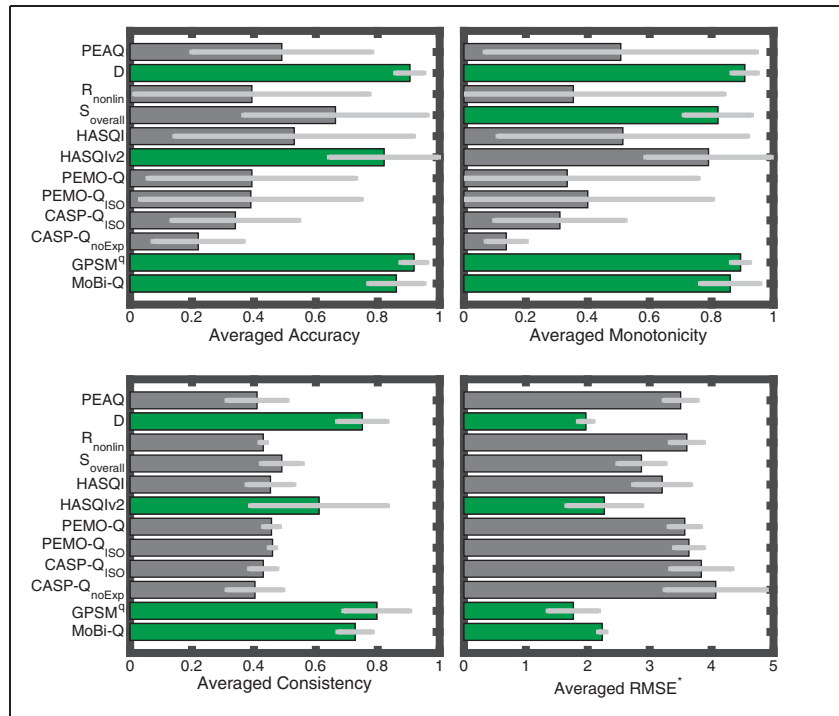 PEAQ
D
R_nonlin
S_overall
HASQI
HASQIv2
PEMO-Q
PEMO-Q_ISO
CASP-Q_ISO
CASP-Q_noExp
GPSM^q
MoBi-Q
0 0.2 0.4 0.6 0.8 1
Averaged Accuracy
0 0.2 0.4 0.6 0.8 1
Averaged Monotonicity
PEAQ
D
R_nonlin
S_overall
HASQI
HASQIv2
PEMO-Q
PEMO-Q_ISO
CASP-Q_ISO
CASP-Q_noExp
GPSM^q
MoBi-Q
0 0.2 0.4 0.6 0.8 1
Averaged Consistency
0 1 2 3 4 5
Averaged RMSE*